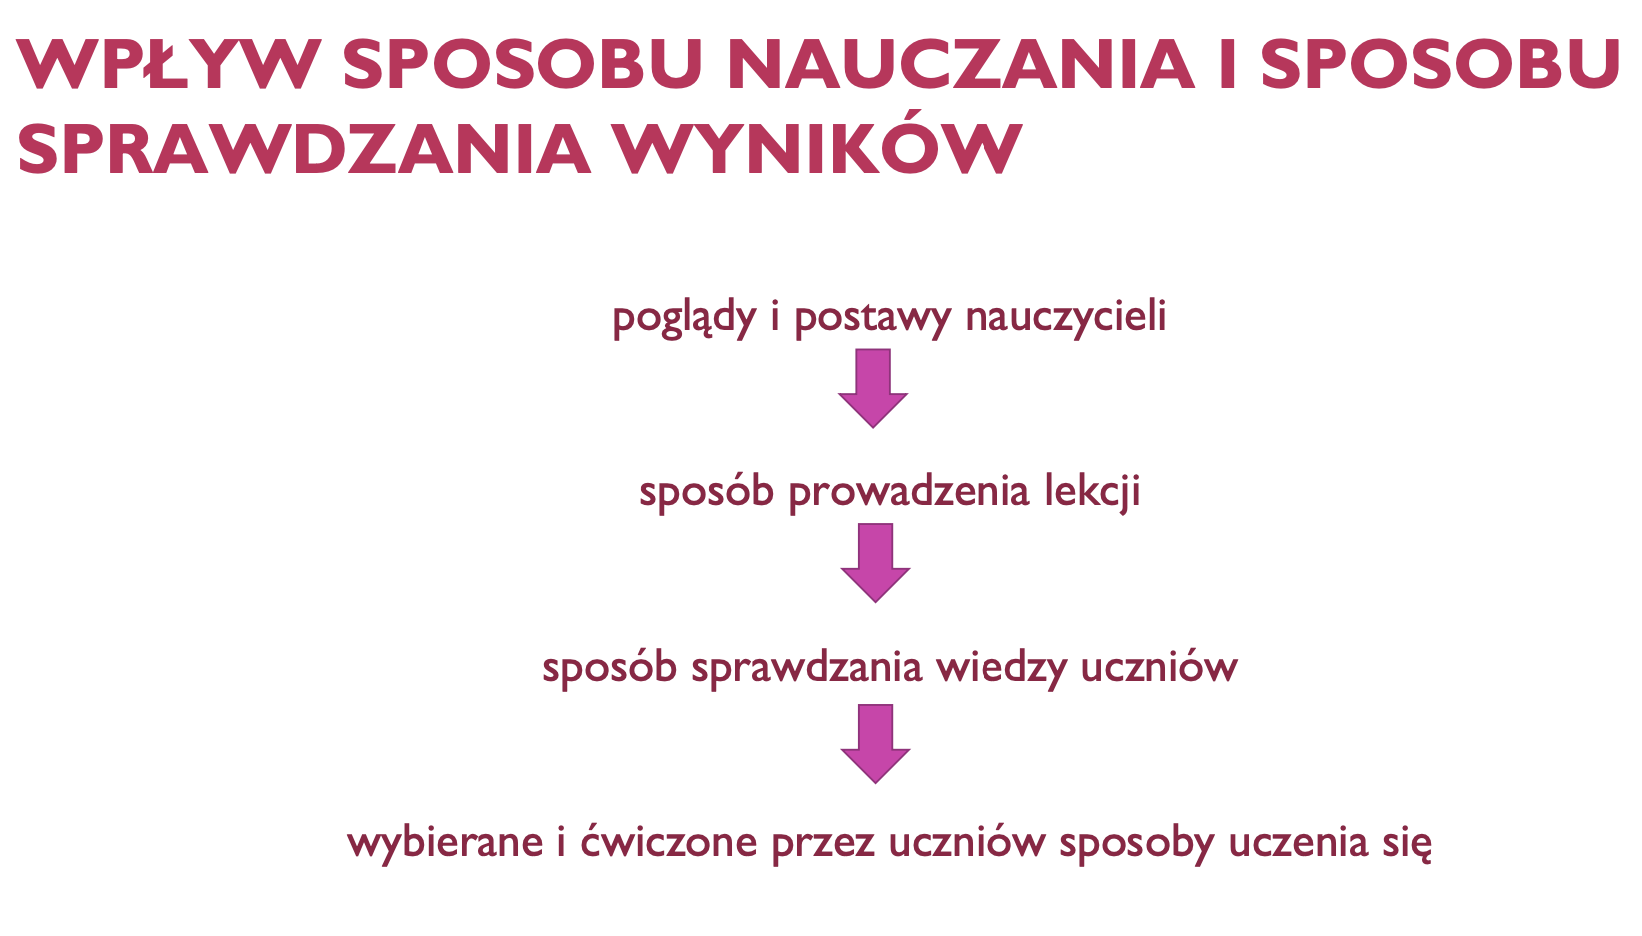 WPŁYW SPOSOBU NAUCZANIA I SPOSOBU
SPRAWDZANIA WYNIKÓW
poglądy i postawy nauczycieli
sposób prowadzenia lekcji
sposób sprawdzania wiedzy uczniów
wybierane i ćwiczone przez uczniów sposoby uczenia się